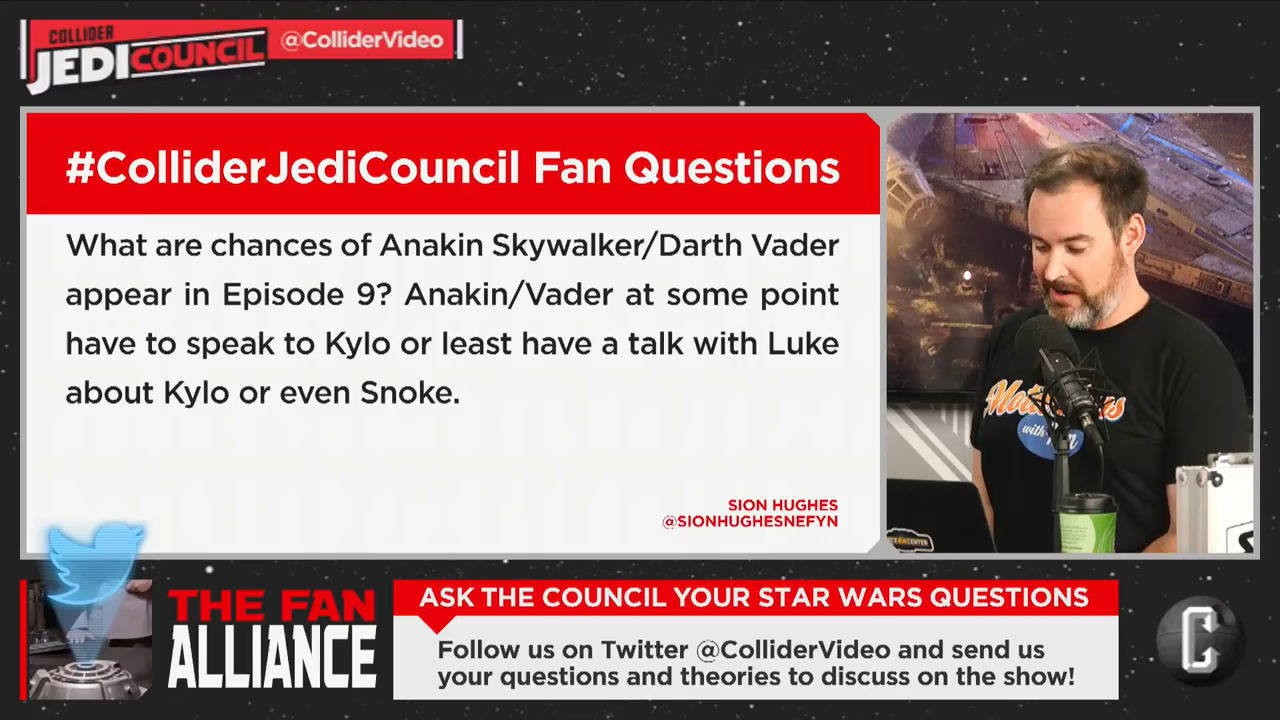 COLLIDER
JEDI COUNCIL
@ColliderVideo
#ColliderJediCouncil Fan Questions
What are chances of Anakin Skywalker/Darth Vader
appear in Episode 9? Anakin/Vader at some point
have to speak to Kylo or least have a talk with Luke
about Kylo or even Snoke.
SION HUGHES
@SIONHUGHESNEFYN
with
THE FAN
ALLIANCE
ASK THE COUNCIL YOUR STAR WARS QUESTIONS
Follow us on Twitter @ColliderVideo and send us
your questions and theories to discuss on the show!
C